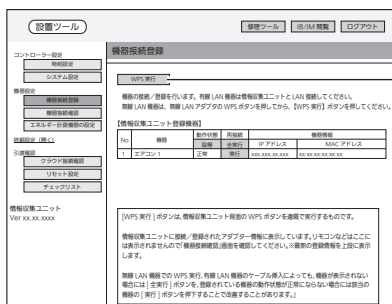 設置ツール
修理ツール
IB/IM 閲覧
ログアウト
コントローラー設定
時刻設定
システム設定
機器設定
機器接続登録
機器接続確認
エネルギー計測機器の設定
詳細設定（開く）
引渡確認
クラウド接続確認
リセット設定
チェックリスト
情報収集ユニット
Ver xx.xx.xxxx
機器接続登録
WPS 実行
機器の接続／登録を行います。有線 LAN 機器は情報収集ユニットと LAN 接続してください。
無線 LAN 機器は、無線 LAN アダプタの WPS ボタンを押してから、【WPS 実行】ボタンを押してください。
【情報収集ユニット登録機器】
No 機器 動作状態 再接続 機器情報
取得 全実行 IP アドレス MAC アドレス
1 エアコン 1 正常 実行 xxx.xxx.xx.xxx xx:xx:xx:xx:xx:xx
[WPS 実行 ] ボタンは、情報収集ユニット背面の WPS ボタンを遠隔で実行するものです。
情報収集ユニットに接続／登録されたアダプター情報に表示しています。リモコンなどはここに
は表示されませんので「機器接続確認」画面を確認してください。※最新の登録情報を上段に表示
します。
無線 LAN 機器での WPS 実行、有線 LAN 機器のケーブル挿入によっても、機器が表示されない
場合には [ 全実行 ] ボタンを、登録されている機器の動作状態が正常にならない場合には該当の
機器の [ 実行 ] ボタンを押下することで改善することがあります。」